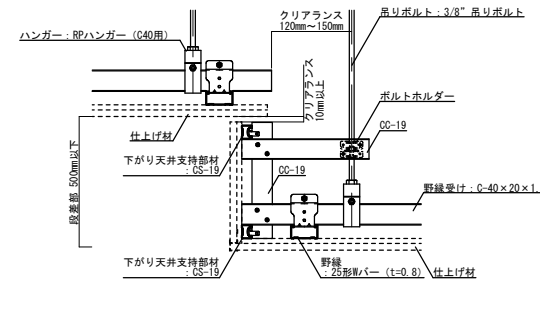 クリアランス
120mm～150mm
吊りボルト：3/8” 吊りボルト
ハンガー：RPハンガー（C40用）
クリアランス
10mm以上
ボルトホルダー
CC-19
仕上げ材
下がり天井支持部材
：CS-19
CC-19
段差部 500mm以下
野縁受け：C-40×20×1.
下がり天井支持部材
：CS-19
野縁
：25形Wバー（t=0.8）
仕上げ材